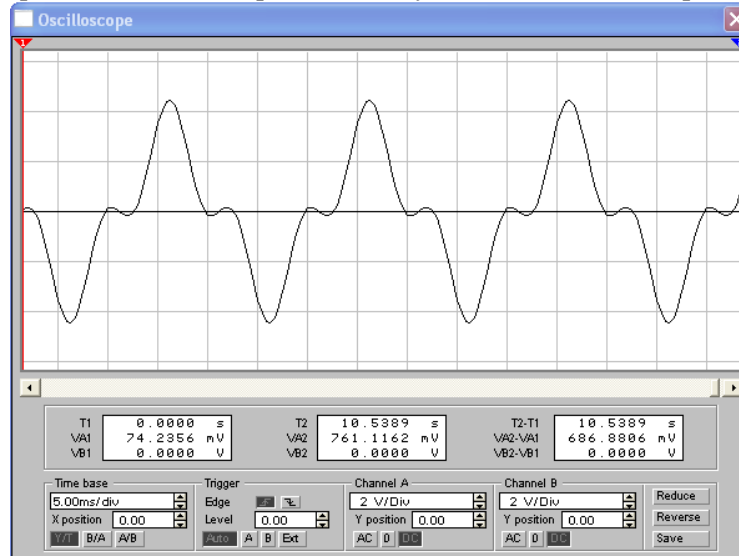 Oscilloscope
1
T1 0.0000 s T2 10.5389 s T2-T1 10.5389 s
VA1 74.2356 mV VA2 761.1162 mV VA2-VA1 686.8806 mV
VB1 0.0000 V VB2 0.0000 V VB2-VB1 0.0000 V
Time base Trigger Channel A Channel B
5.00ms/div Edge 2 V/Div 2 V/Div Reduce
X position 0.00 Level 0.00 Y position 0.00 Y position 0.00 Reverse
Y/T B/A A/B Auto A B Ext AC 0 DC AC 0 DC Save